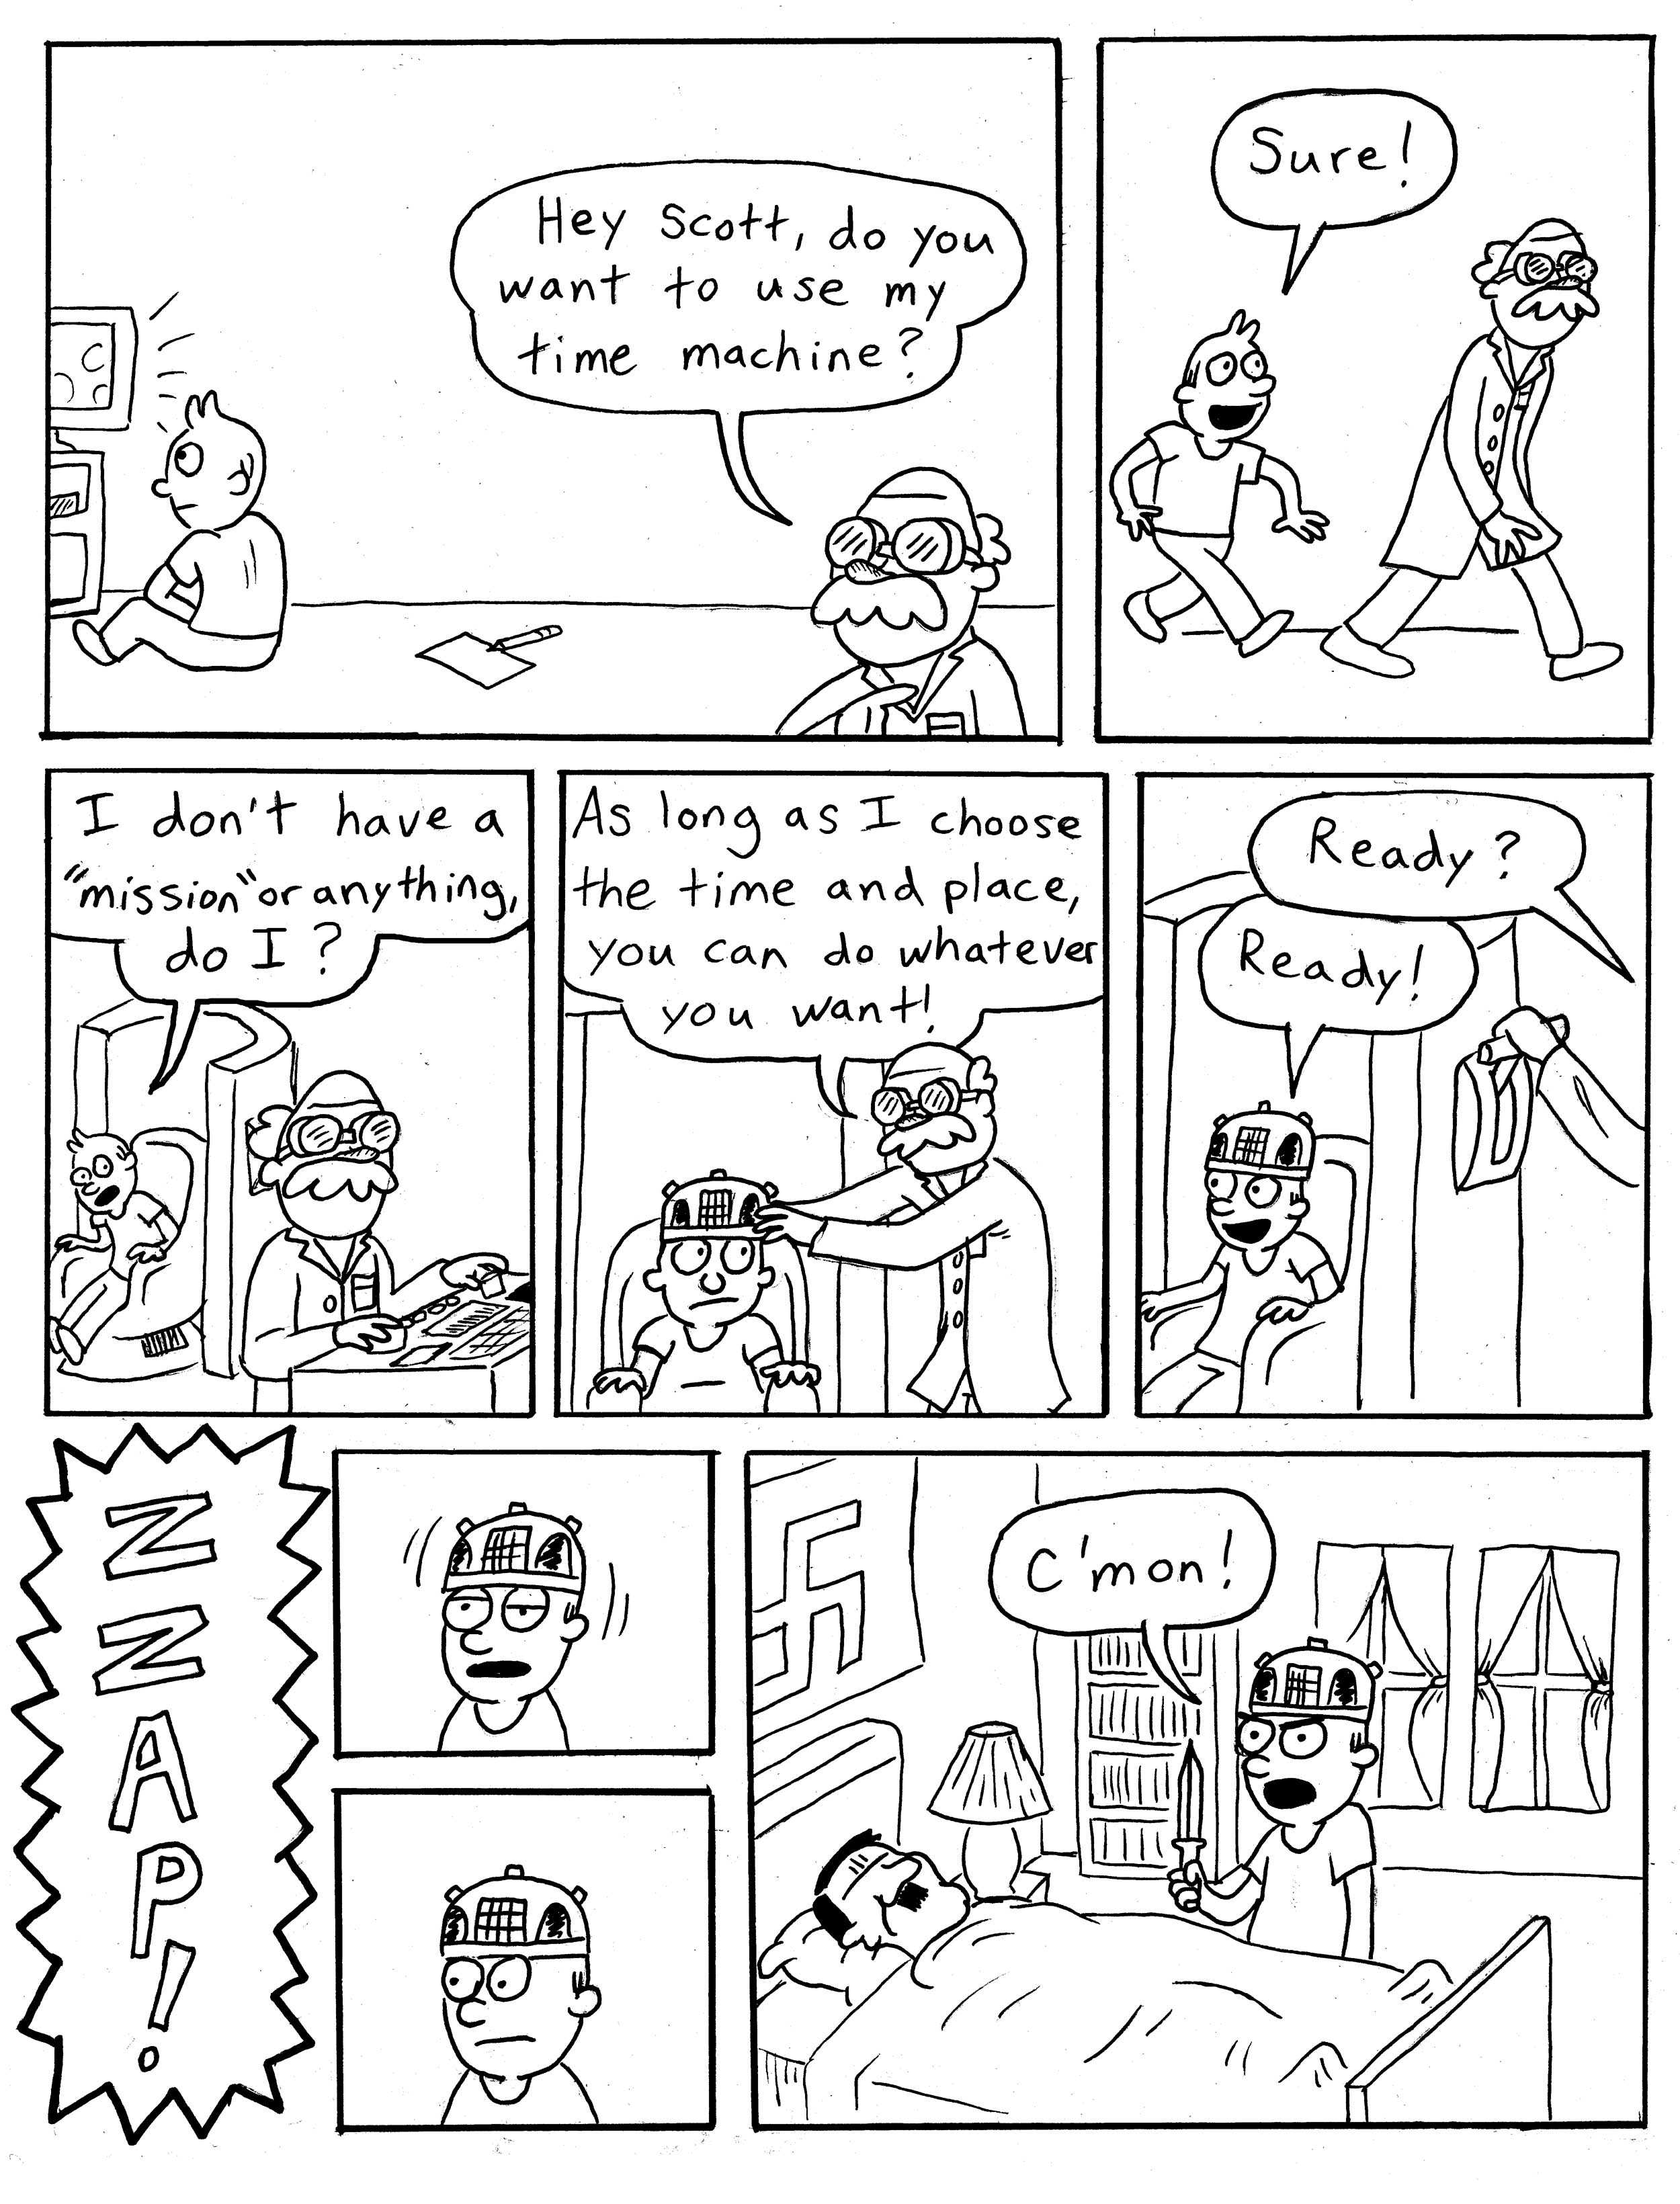 Hey Scott, do you
want to use my
time machine?
Sure!
I don't have a
"mission" or anything,
do I?
As long as I choose
the time and place,
you can do whatever
you want!
Ready?
Ready!
ZZAP!
C'mon!